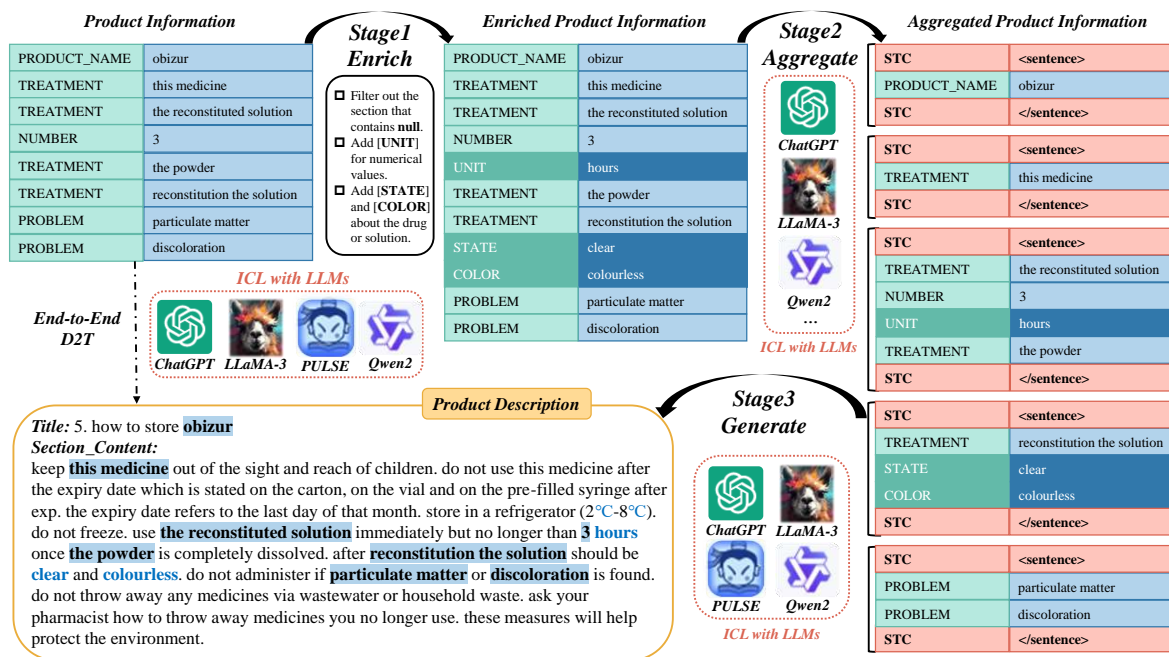 Product Information
PRODUCT_NAME obizur
TREATMENT this medicine
TREATMENT the reconstituted solution
NUMBER 3
TREATMENT the powder
TREATMENT reconstitution the solution
PROBLEM particulate matter
PROBLEM discoloration
Stage1
Enrich
Filter out the
section that
contains null.
Add [UNIT]
for numerical
values.
Add [STATE]
and [COLOR]
about the drug
or solution.
Enriched Product Information
PRODUCT_NAME obizur
TREATMENT this medicine
TREATMENT the reconstituted solution
NUMBER 3
UNIT hours
TREATMENT the powder
TREATMENT reconstitution the solution
STATE clear
COLOR colourless
PROBLEM particulate matter
PROBLEM discoloration
Stage2
Aggregate
ChatGPT
LLaMA-3
Qwen2
...
ICL with LLMs
Aggregated Product Information
STC <sentence>
PRODUCT_NAME obizur
STC </sentence>
STC <sentence>
TREATMENT this medicine
STC </sentence>
STC <sentence>
TREATMENT the reconstituted solution
NUMBER 3
UNIT hours
TREATMENT the powder
STC </sentence>
STC <sentence>
TREATMENT reconstitution the solution
STATE clear
COLOR colourless
STC </sentence>
STC <sentence>
PROBLEM particulate matter
PROBLEM discoloration
STC </sentence>
End-to-End
D2T
ICL with LLMs
ChatGPT LLaMA-3 PULSE Qwen2
Stage3
Generate
ChatGPT LLaMA-3
PULSE Qwen2
ICL with LLMs
Product Description
Title: 5. how to store obizur
Section_Content:
keep this medicine out of the sight and reach of children. do not use this medicine after
the expiry date which is stated on the carton, on the vial and on the pre-filled syringe after
exp. the expiry date refers to the last day of that month. store in a refrigerator (2℃-8℃).
do not freeze. use the reconstituted solution immediately but no longer than 3 hours
once the powder is completely dissolved. after reconstitution the solution should be
clear and colourless. do not administer if particulate matter or discoloration is found.
do not throw away any medicines via wastewater or household waste. ask your
pharmacist how to throw away medicines you no longer use. these measures will help
protect the environment.